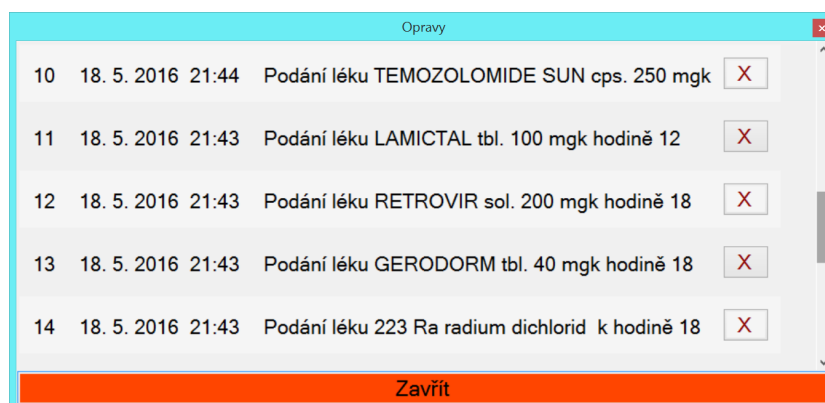 Opravy
10 18. 5. 2016 21:44 Podání léku TEMOZOLOMIDE SUN cps. 250 mgk X
11 18. 5. 2016 21:43 Podání léku LAMICTAL tbl. 100 mgk hodině 12 X
12 18. 5. 2016 21:43 Podání léku RETROVIR sol. 200 mgk hodině 18 X
13 18. 5. 2016 21:43 Podání léku GERODORM tbl. 40 mgk hodině 18 X
14 18. 5. 2016 21:43 Podání léku 223 Ra radium dichlorid k hodině 18 X
Zavřít